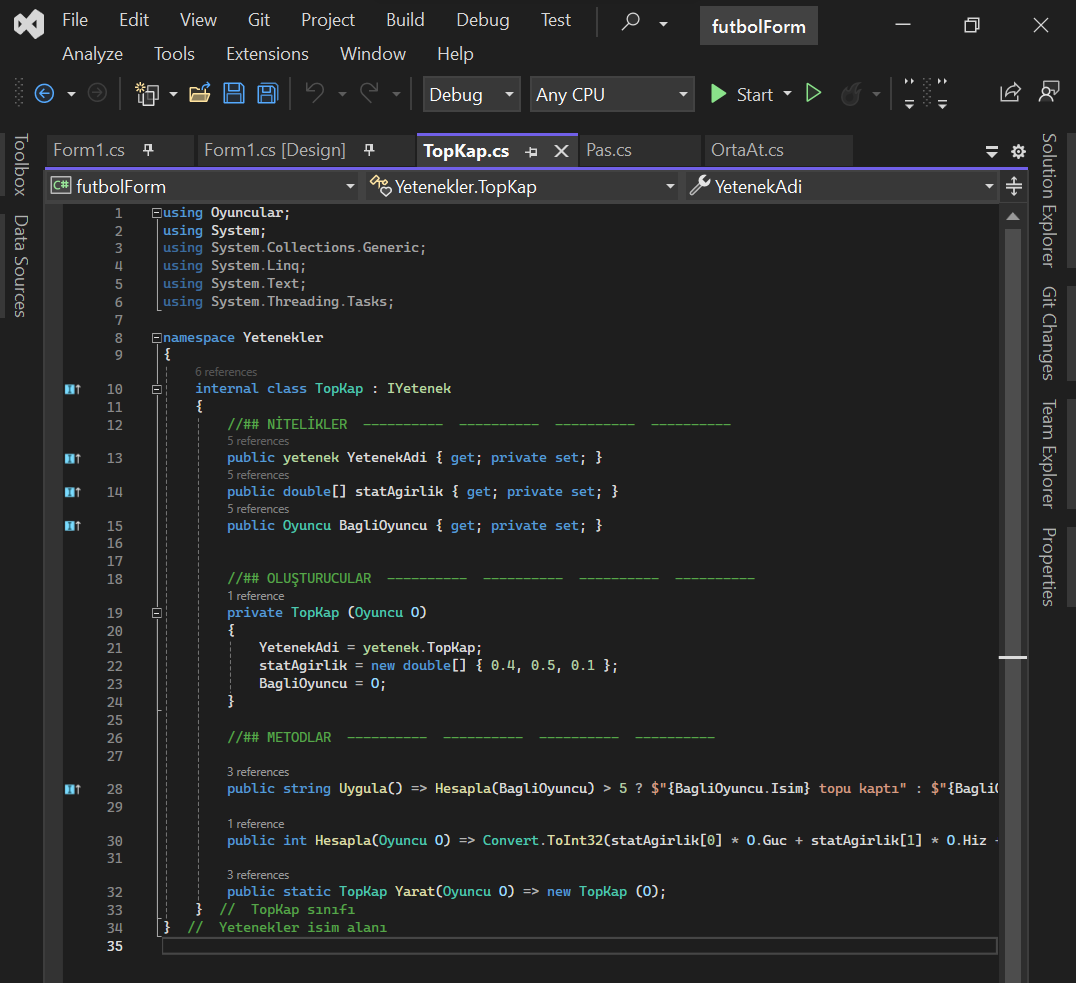 File Edit View Git Project Build Debug Test
futbolForm
Analyze Tools Extensions Window Help
Debug Any CPU Start
Toolbox
Data Sources
Form1.cs Form1.cs [Design] TopKap.cs Pas.cs OrtaAt.cs
C# futbolForm Yetenekler.TopKap YetenekAdi
1 using Oyuncular;
2 using System;
3 using System.Collections.Generic;
4 using System.Linq;
5 using System.Text;
6 using System.Threading.Tasks;
7
8 namespace Yetenekler
9 {
6 references
10 internal class TopKap : IYetenek
11 {
12 //## NİTELİKLER ---------- ---------- ---------- ----------
5 references
13 public yetenek YetenekAdi { get; private set; }
5 references
14 public double[] statAgirlik { get; private set; }
5 references
15 public Oyuncu BagliOyuncu { get; private set; }
16
17
18 //## OLUŞTURUCULAR ---------- ---------- ---------- ----------
1 reference
19 private TopKap (Oyuncu O)
20 {
21 YetenekAdi = yetenek.TopKap;
22 statAgirlik = new double[] { 0.4, 0.5, 0.1 };
23 BagliOyuncu = O;
24 }
25
26 //## METODLAR ---------- ---------- ---------- ----------
27
3 references
28 public string Uygula() => Hesapla(BagliOyuncu) > 5 ? $"{BagliOyuncu.Isim} topu kaptı" : $"{Bagli
29
1 reference
30 public int Hesapla(Oyuncu O) => Convert.ToInt32(statAgirlik[0] * O.Guc + statAgirlik[1] * O.Hiz
31
3 references
32 public static TopKap Yarat(Oyuncu O) => new TopKap (O);
33 } // TopKap sınıfı
34 } // Yetenekler isim alanı
35
Solution Explorer
Git Changes
Team Explorer
Properties